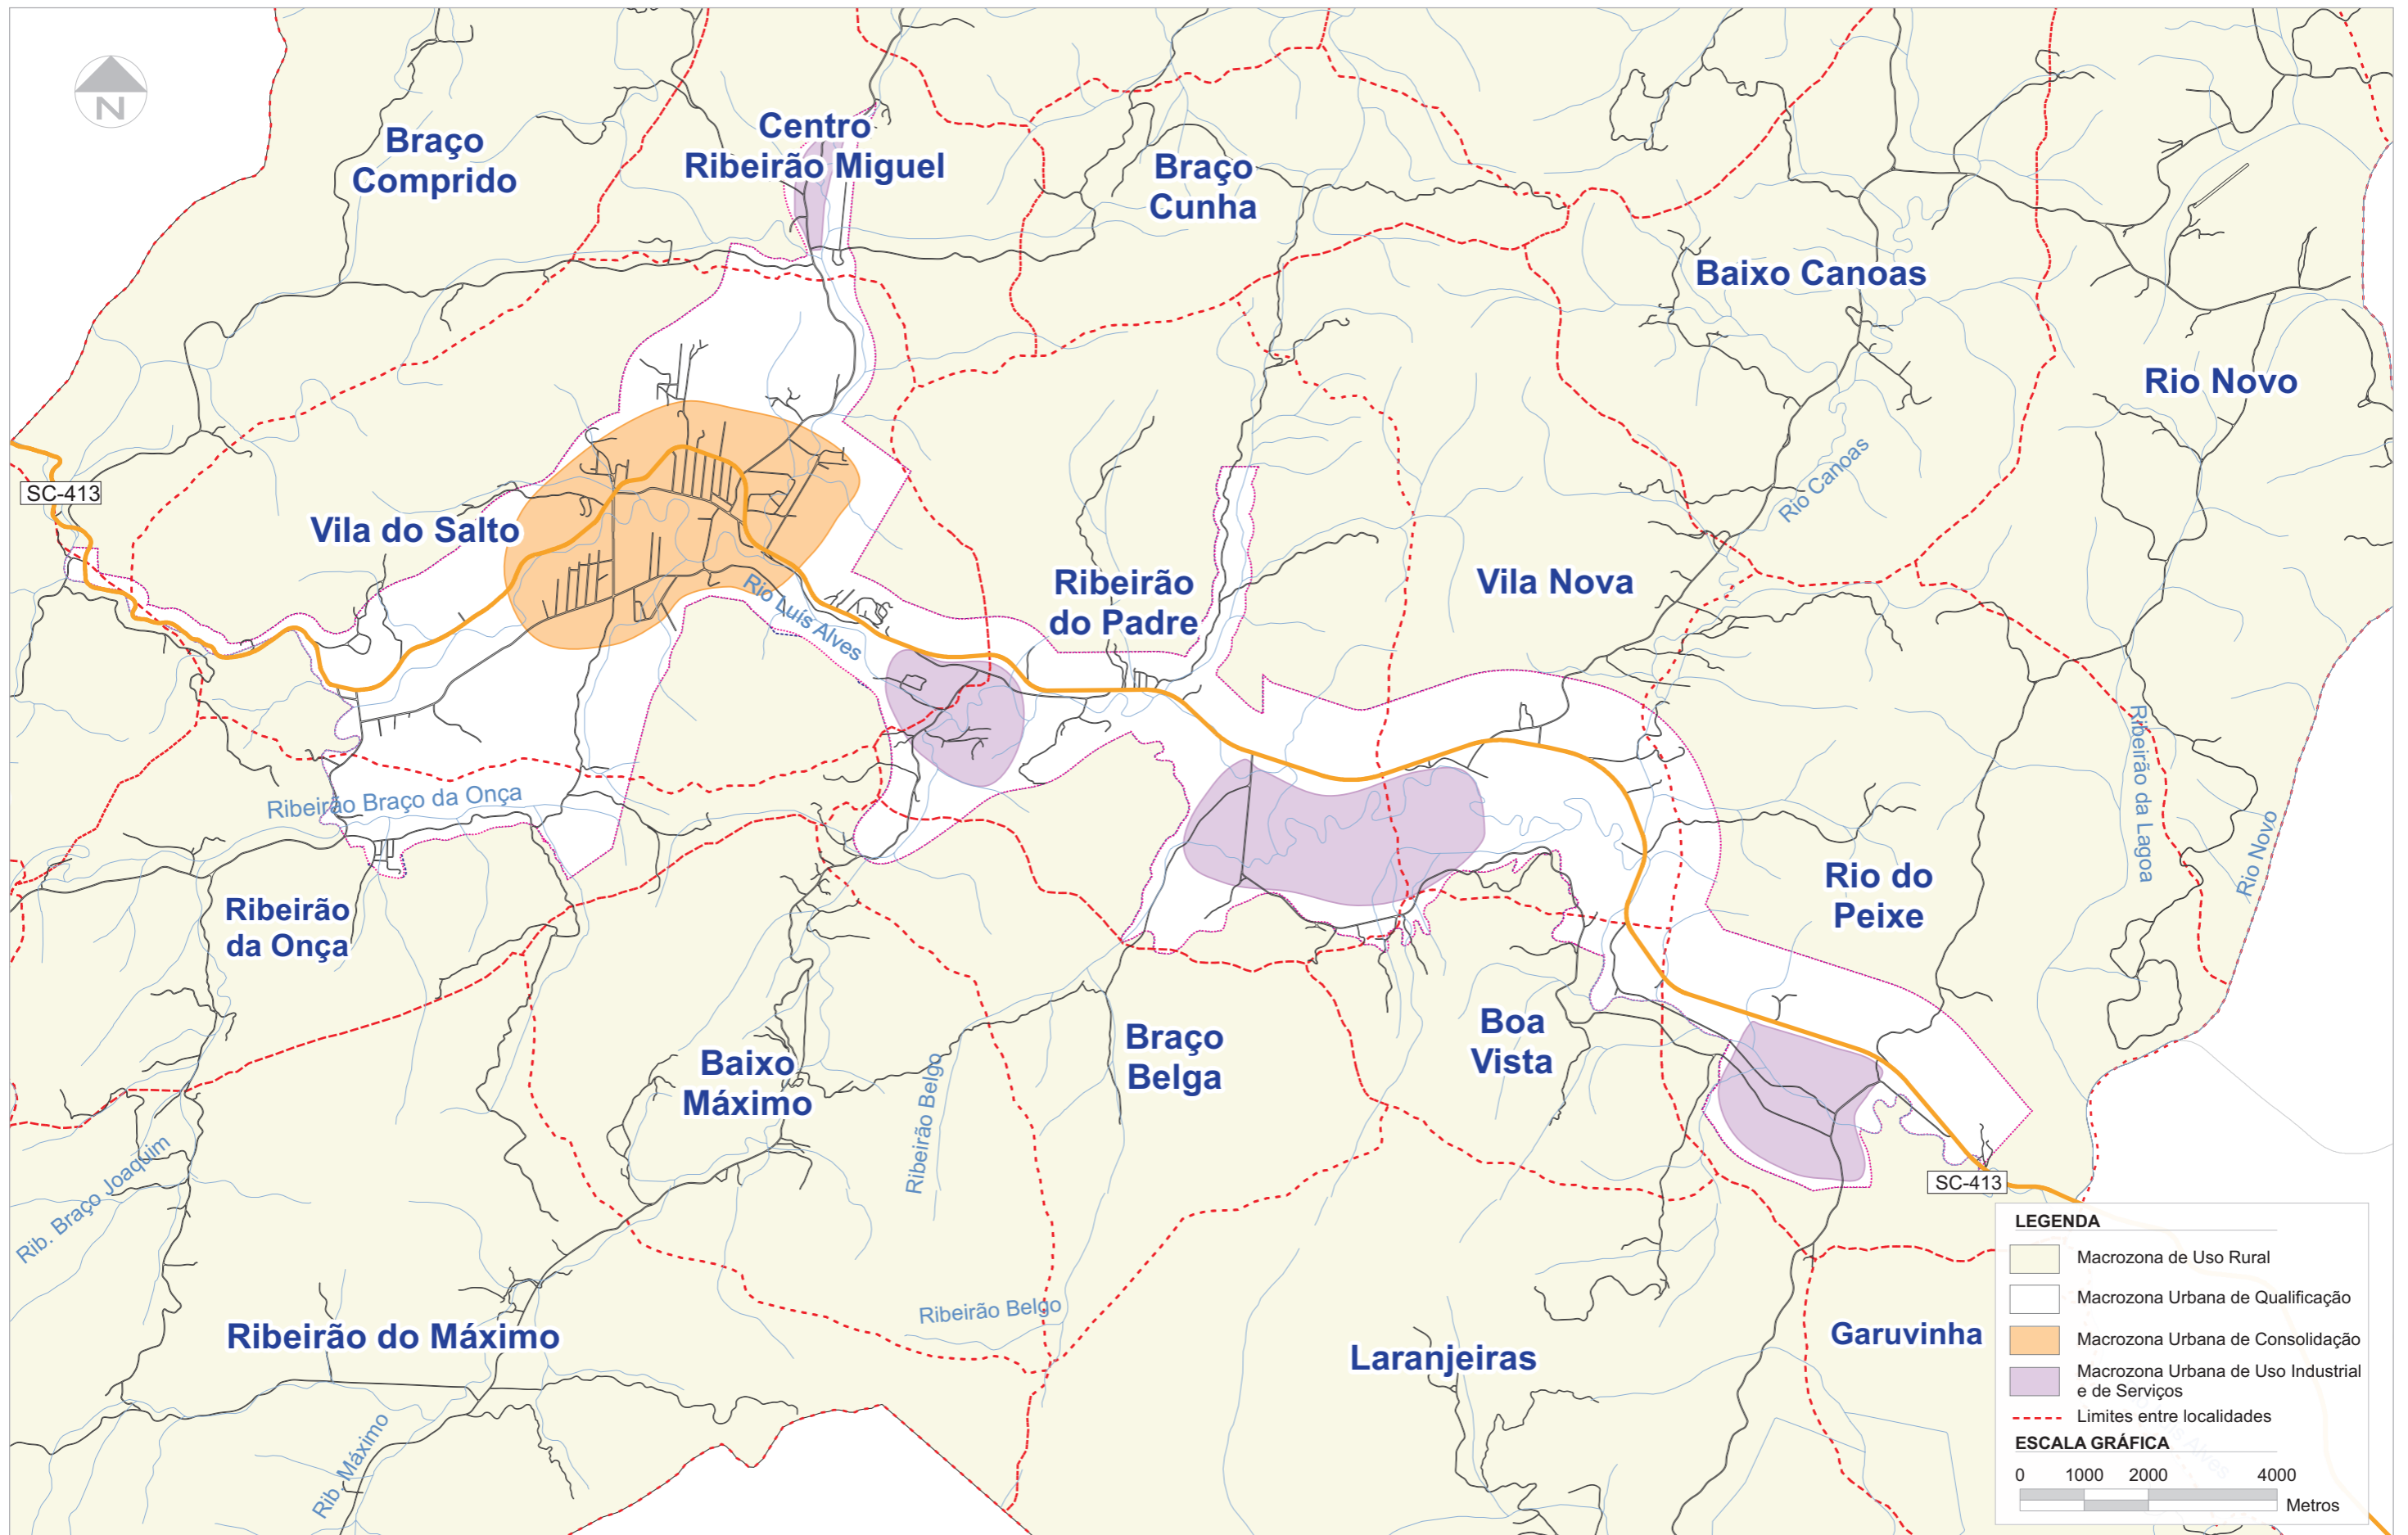 N
Braço
Comprido
Centro
Ribeirão Miguel
Braço
Cunha
Baixo Canoas
Rio Novo
SC-413
Vila do Salto
Rio Canoas
Ribeirão
do Padre
Vila Nova
Rio Luís Alves
Ribeirão da Lagoa
Rio Novo
Ribeirão Braço da Onça
Ribeirão
da Onça
Rio do
Peixe
Baixo
Máximo
Ribeirão Belgo
Braço
Belga
Boa
Vista
Rib. Braço Joaquim
SC-413
Ribeirão do Máximo
Ribeirão Belgo
Laranjeiras
Garuvinha
Rib. Máximo
LEGENDA
Macrozona de Uso Rural
Macrozona Urbana de Qualificação
Macrozona Urbana de Consolidação
Macrozona Urbana de Uso Industrial
e de Serviços
Limites entre localidades
ESCALA GRÁFICA
0 1000 2000 4000
Metros